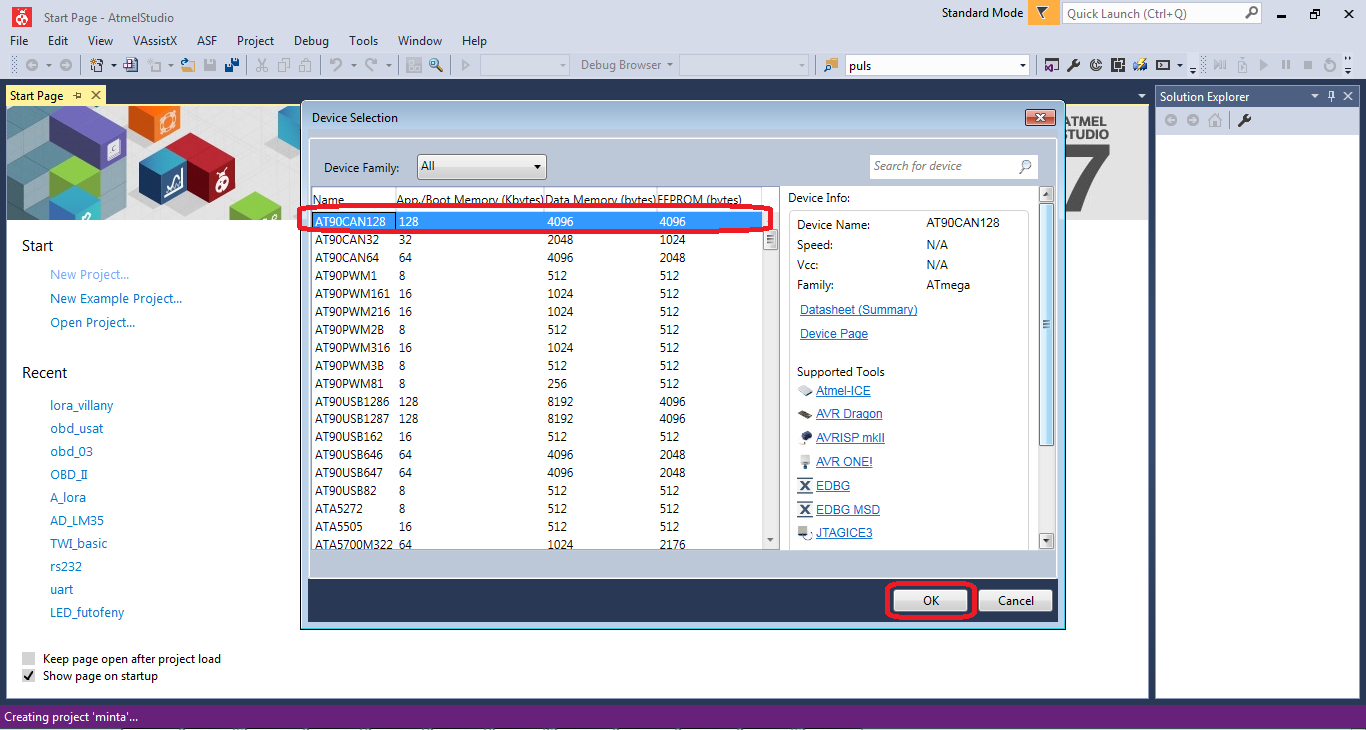 Start Page - AtmelStudio
Standard Mode
Quick Launch (Ctrl+Q)
File Edit View VAssistX ASF Project Debug Tools Window Help
Debug Browser
puls
Start Page
Solution Explorer
ATMEL
STUDIO
7
Start
New Project...
New Example Project...
Open Project...
Recent
lora_villany
obd_usat
obd_03
OBD_II
A_lora
AD_LM35
TWI_basic
rs232
uart
LED_futofeny
Keep page open after project load
Show page on startup
Device Selection
Device Family: All
Search for device
Name App./Boot Memory (Kbytes) Data Memory (bytes) EEPROM (bytes)
AT90CAN128 128 4096 4096
AT90CAN32 32 2048 1024
AT90CAN64 64 4096 2048
AT90PWM1 8 512 512
AT90PWM161 16 1024 512
AT90PWM216 16 1024 512
AT90PWM2B 8 512 512
AT90PWM316 16 1024 512
AT90PWM3B 8 512 512
AT90PWM81 8 256 512
AT90USB1286 128 8192 4096
AT90USB1287 128 8192 4096
AT90USB162 16 512 512
AT90USB646 64 4096 2048
AT90USB647 64 4096 2048
AT90USB82 8 512 512
ATA5272 8 512 512
ATA5505 16 512 512
ATA5700M322 64 1024 2176
Device Info:
Device Name: AT90CAN128
Speed: N/A
Vcc: N/A
Family: ATmega
Datasheet (Summary)
Device Page
Supported Tools
Atmel-ICE
AVR Dragon
AVRISP mkII
AVR ONE!
EDBG
EDBG MSD
JTAGICE3
OK Cancel
Creating project 'minta'...